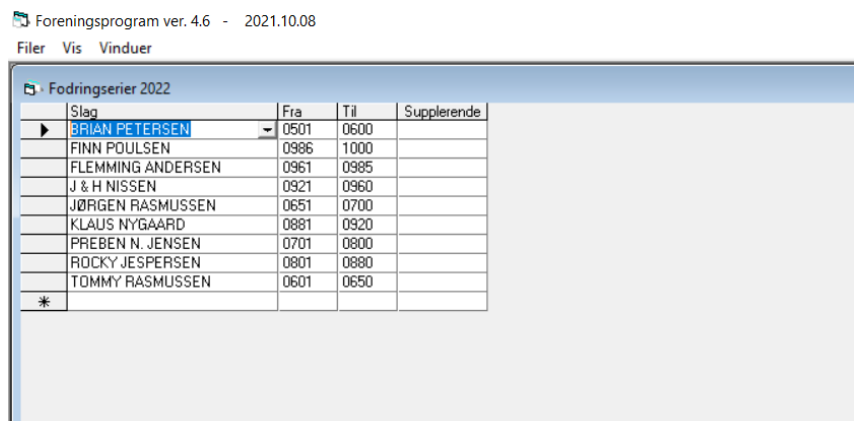 Foreningsprogram ver. 4.6 - 2021.10.08
Filer Vis Vinduer
Fodringserier 2022
Slag Fra Til Supplerende
BRIAN PETERSEN 0501 0600
FINN POULSEN 0986 1000
FLEMMING ANDERSEN 0961 0985
J & H NISSEN 0921 0960
JØRGEN RASMUSSEN 0651 0700
KLAUS NYGAARD 0881 0920
PREBEN N. JENSEN 0701 0800
ROCKY JESPERSEN 0801 0880
TOMMY RASMUSSEN 0601 0650